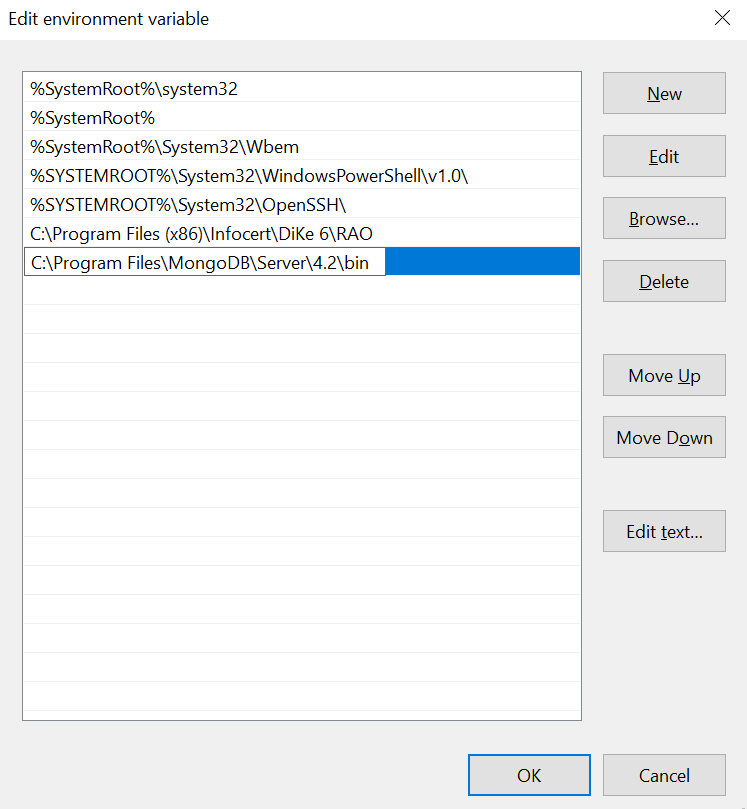 Edit environment variable
%SystemRoot%\system32
%SystemRoot%
%SystemRoot%\System32\Wbem
%SYSTEMROOT%\System32\WindowsPowerShell\v1.0\
%SYSTEMROOT%\System32\OpenSSH\
C:\Program Files (x86)\Infocert\DiKe 6\RAO
C:\Program Files\MongoDB\Server\4.2\bin
New
Edit
Browse...
Delete
Move Up
Move Down
Edit text...
OK
Cancel